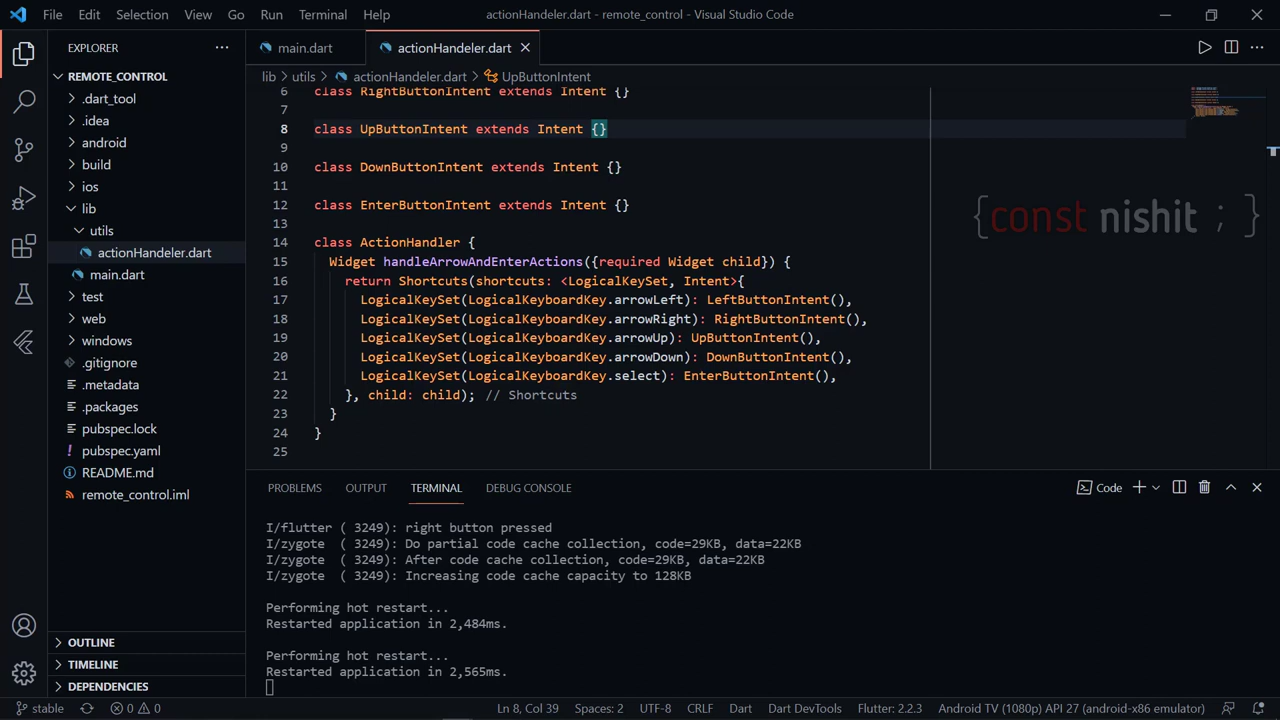 File Edit Selection View Go Run Terminal Help actionHandeler.dart - remote_control - Visual Studio Code
EXPLORER
REMOTE_CONTROL
.dart_tool
.idea
android
build
ios
lib
utils
actionHandeler.dart
main.dart
test
web
windows
.gitignore
.metadata
.packages
pubspec.lock
pubspec.yaml
README.md
remote_control.iml
OUTLINE
TIMELINE
DEPENDENCIES
main.dart actionHandeler.dart
lib > utils > actionHandeler.dart > UpButtonIntent
6 class RightButtonIntent extends Intent {}
7
8 class UpButtonIntent extends Intent {}
9
10 class DownButtonIntent extends Intent {}
11
12 class EnterButtonIntent extends Intent {}
13
14 class ActionHandler {
15 Widget handleArrowAndEnterActions({required Widget child}) {
16 return Shortcuts(shortcuts: <LogicalKeySet, Intent>{
17 LogicalKeySet(LogicalKeyboardKey.arrowLeft): LeftButtonIntent(),
18 LogicalKeySet(LogicalKeyboardKey.arrowRight): RightButtonIntent(),
19 LogicalKeySet(LogicalKeyboardKey.arrowUp): UpButtonIntent(),
20 LogicalKeySet(LogicalKeyboardKey.arrowDown): DownButtonIntent(),
21 LogicalKeySet(LogicalKeyboardKey.select): EnterButtonIntent(),
22 }, child: child); // Shortcuts
23 }
24 }
25
{const nishit ; }
PROBLEMS OUTPUT TERMINAL DEBUG CONSOLE Code
I/flutter ( 3249): right button pressed
I/zygote ( 3249): Do partial code cache collection, code=29KB, data=22KB
I/zygote ( 3249): After code cache collection, code=29KB, data=22KB
I/zygote ( 3249): Increasing code cache capacity to 128KB
Performing hot restart...
Restarted application in 2,484ms.
Performing hot restart...
Restarted application in 2,565ms.
stable 0 0 Ln 8, Col 39 Spaces: 2 UTF-8 CRLF Dart Dart DevTools Flutter: 2.2.3 Android TV (1080p) API 27 (android-x86 emulator)